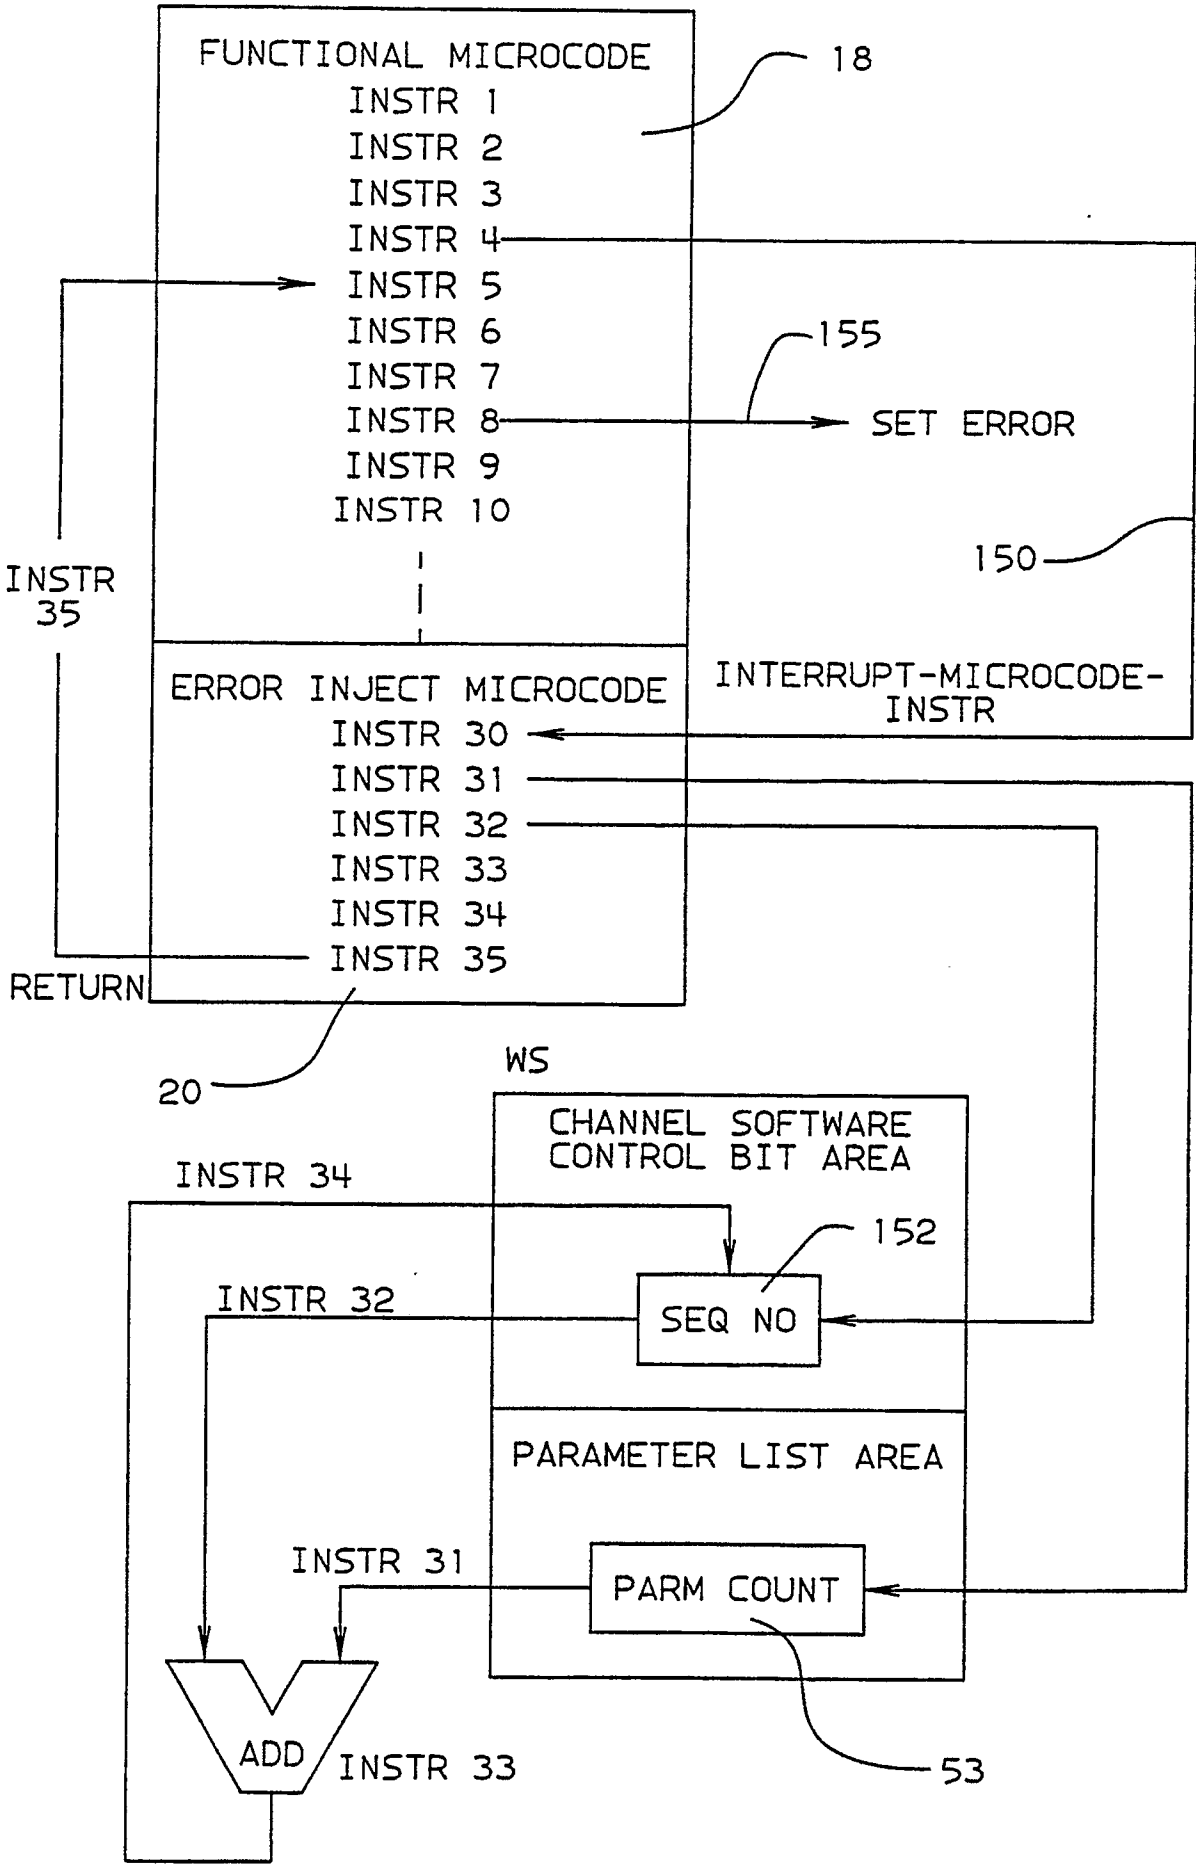 FUNCTIONAL MICROCODE
18
INSTR 1
INSTR 2
INSTR 3
INSTR 4
INSTR 5
INSTR 6
155
INSTR 7
INSTR 8
SET ERROR
INSTR 9
INSTR 10
150
INSTR
35
ERROR INJECT MICROCODE
INTERRUPT-MICROCODE-
INSTR
INSTR 30
INSTR 31
INSTR 32
INSTR 33
INSTR 34
INSTR 35
RETURN
20
WS
CHANNEL SOFTWARE
CONTROL BIT AREA
INSTR 34
152
INSTR 32
SEQ NO
PARAMETER LIST AREA
INSTR 31
PARM COUNT
ADD
INSTR 33
53